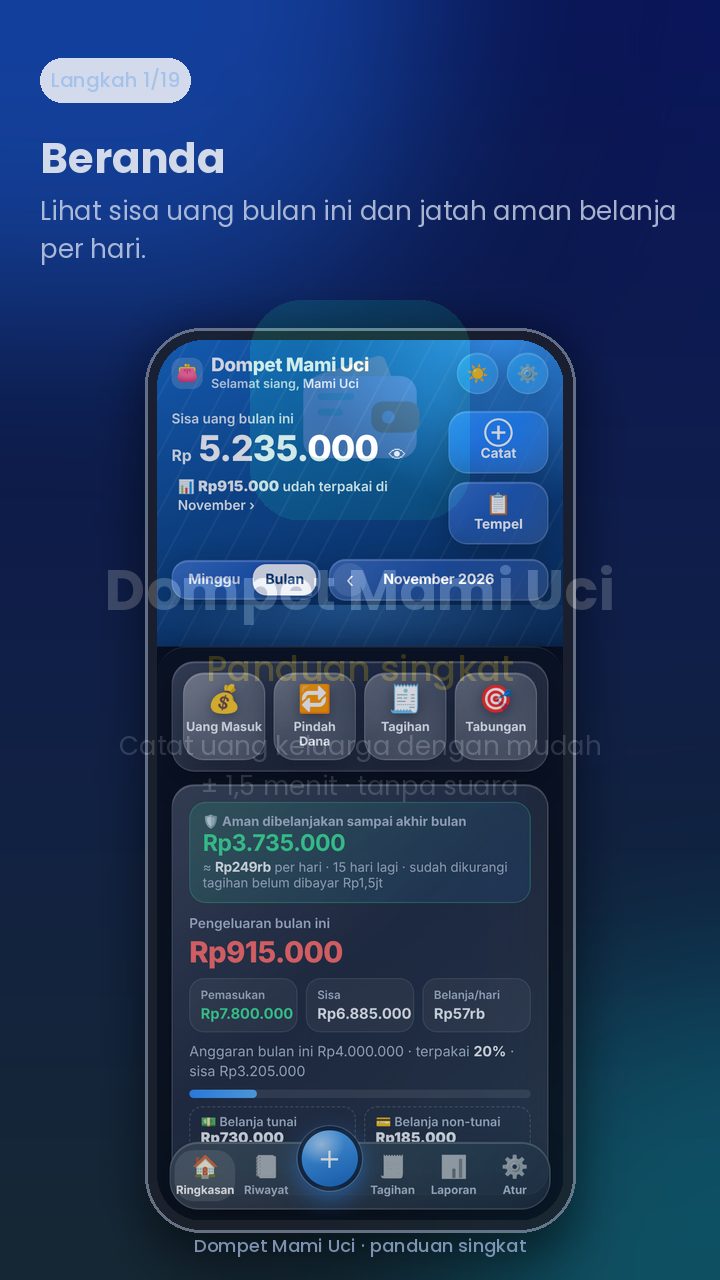 Langkah 1/19
Beranda
Lihat sisa uang bulan ini dan jatah aman belanja
per hari.
Dompet Mami Uci
Selamat siang, Mami Uci
Sisa uang bulan ini
Rp 5.235.000
Rp915.000 udah terpakai di
November ›
Catat
Tempel
Minggu
Bulan
‹ November 2026
Dompet Mami Uci
Panduan singkat
Uang Masuk
Pindah
Dana
Tagihan
Tabungan
Catat uang keluarga dengan mudah
± 1,5 menit · tanpa suara
Aman dibelanjakan sampai akhir bulan
Rp3.735.000
≈ Rp249rb per hari · 15 hari lagi · sudah dikurangi
tagihan belum dibayar Rp1,5jt
Pengeluaran bulan ini
Rp915.000
Pemasukan
Rp7.800.000
Sisa
Rp6.885.000
Belanja/hari
Rp57rb
Anggaran bulan ini Rp4.000.000 · terpakai 20% ·
sisa Rp3.205.000
Belanja tunai
Rp730.000
Belanja non-tunai
Rp185.000
Ringkasan
Riwayat
+
Tagihan
Laporan
Atur
Dompet Mami Uci · panduan singkat